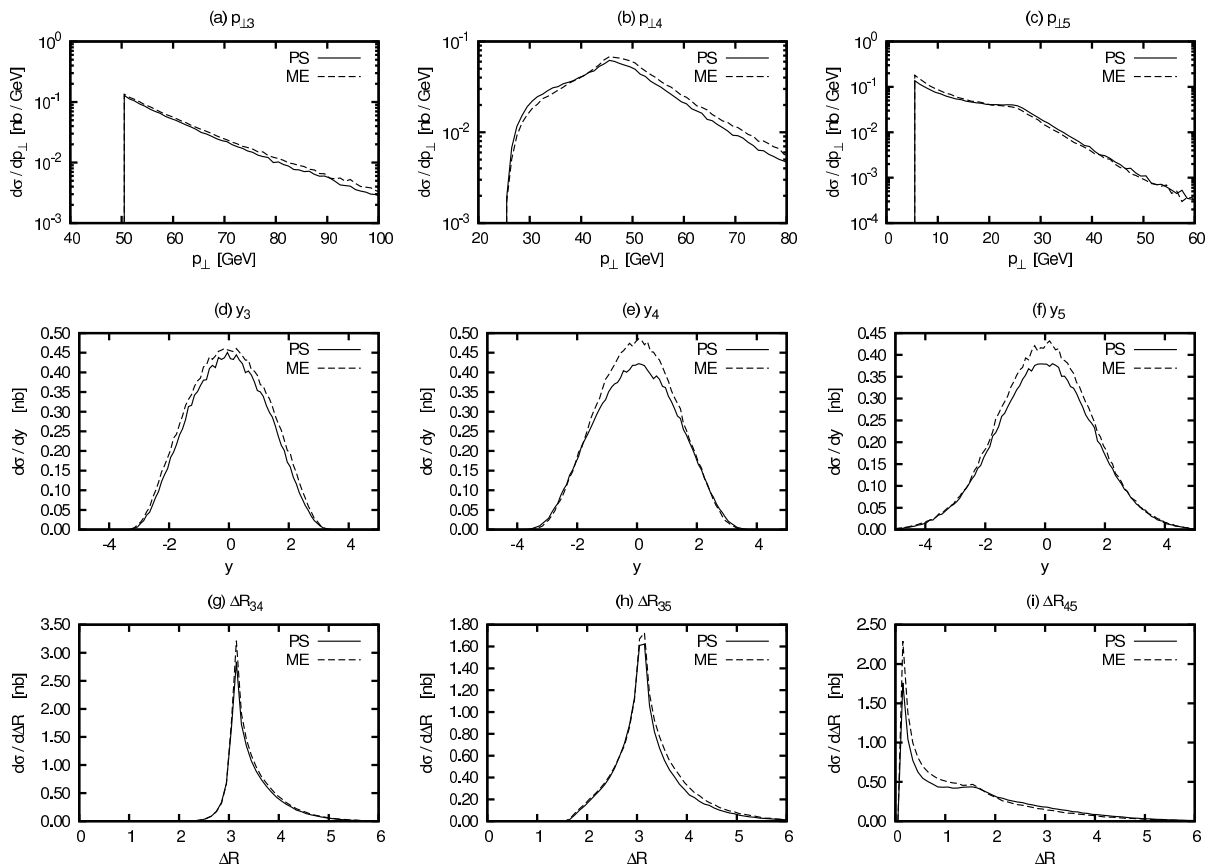 (a) p⊥3
dσ / dp⊥ [nb / GeV]
10^0
10^-1
10^-2
10^-3
PS
ME
40 50 60 70 80 90 100
p⊥ [GeV]
(b) p⊥4
dσ / dp⊥ [nb / GeV]
10^-1
10^-2
10^-3
PS
ME
20 30 40 50 60 70 80
p⊥ [GeV]
(c) p⊥5
dσ / dp⊥ [nb / GeV]
10^0
10^-1
10^-2
10^-3
10^-4
PS
ME
0 10 20 30 40 50 60
p⊥ [GeV]
(d) y3
dσ / dy [nb]
0.50
0.45
0.40
0.35
0.30
0.25
0.20
0.15
0.10
0.05
0.00
PS
ME
-4 -2 0 2 4
y
(e) y4
dσ / dy [nb]
0.50
0.45
0.40
0.35
0.30
0.25
0.20
0.15
0.10
0.05
0.00
PS
ME
-4 -2 0 2 4
y
(f) y5
dσ / dy [nb]
0.45
0.40
0.35
0.30
0.25
0.20
0.15
0.10
0.05
0.00
PS
ME
-4 -2 0 2 4
y
(g) ΔR34
dσ / dΔR [nb]
3.50
3.00
2.50
2.00
1.50
1.00
0.50
0.00
PS
ME
0 1 2 3 4 5 6
ΔR
(h) ΔR35
dσ / dΔR [nb]
1.80
1.60
1.40
1.20
1.00
0.80
0.60
0.40
0.20
0.00
PS
ME
0 1 2 3 4 5 6
ΔR
(i) ΔR45
dσ / dΔR [nb]
2.50
2.00
1.50
1.00
0.50
0.00
PS
ME
0 1 2 3 4 5 6
ΔR